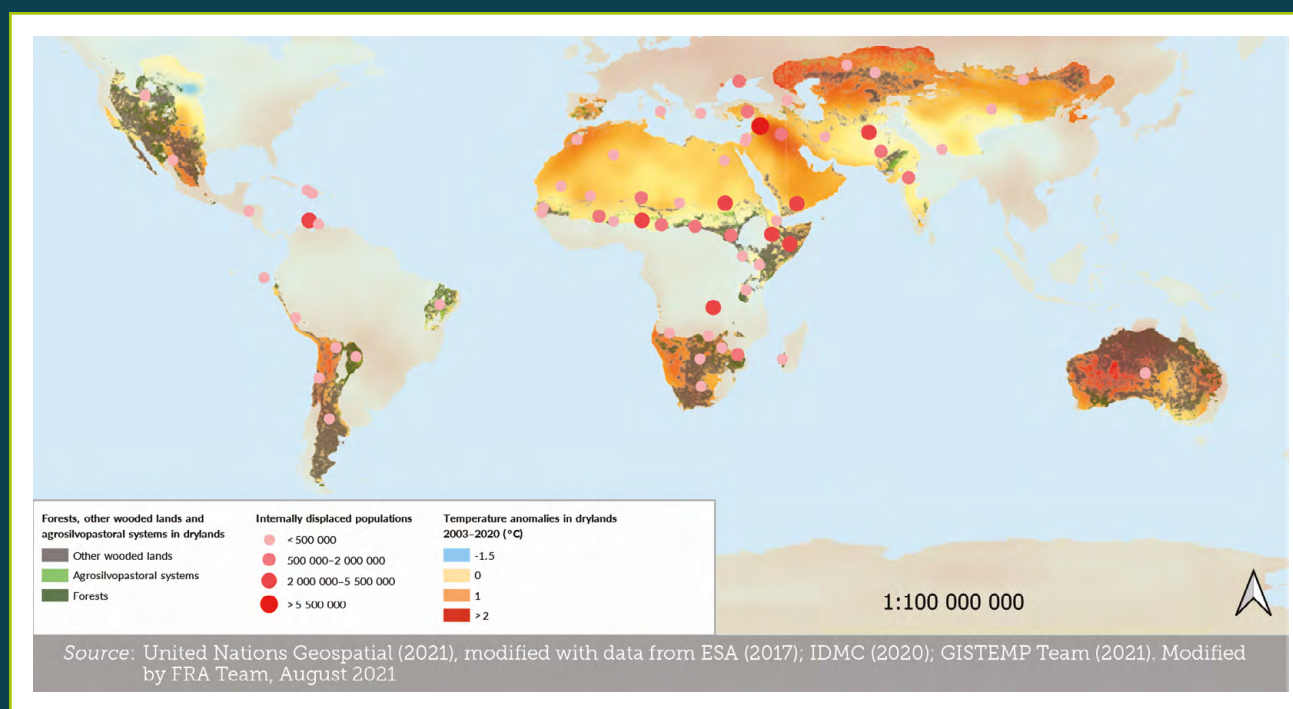 Forests, other wooded lands and
agrosilvopastoral systems in drylands
Other wooded lands
Agrosilvopastoral systems
Forests
Internally displaced populations
< 500 000
500 000–2 000 000
2 000 000–5 500 000
> 5 500 000
Temperature anomalies in drylands
2003–2020 (°C)
-1.5
0
1
> 2
1:100 000 000
Source: United Nations Geospatial (2021), modified with data from ESA (2017); IDMC (2020); GISTEMP Team (2021). Modified
by FRA Team, August 2021